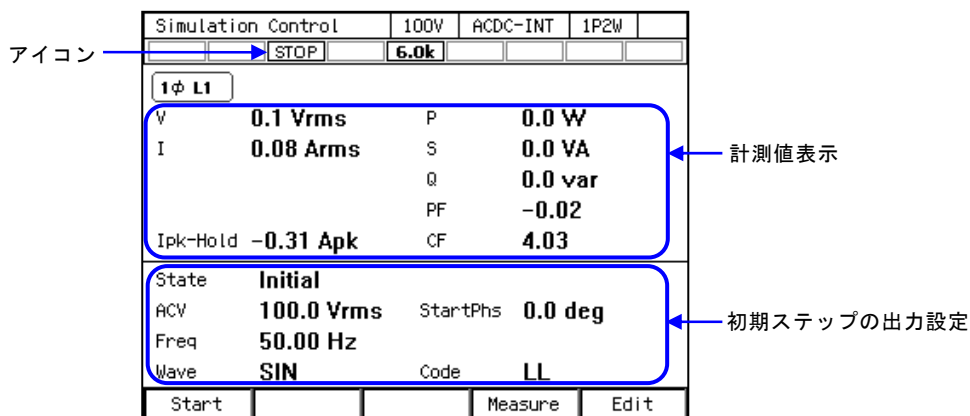 Simulation Control 100V ACDC-INT 1P2W
アイコン STOP 6.0k
1φ L1
V 0.1 Vrms P 0.0 W
I 0.08 Arms S 0.0 VA 計測値表示
Q 0.0 var
PF -0.02
Ipk-Hold -0.31 Apk CF 4.03
State Initial
ACV 100.0 Vrms StartPhs 0.0 deg 初期ステップの出力設定
Freq 50.00 Hz
Wave SIN Code LL
Start Measure Edit